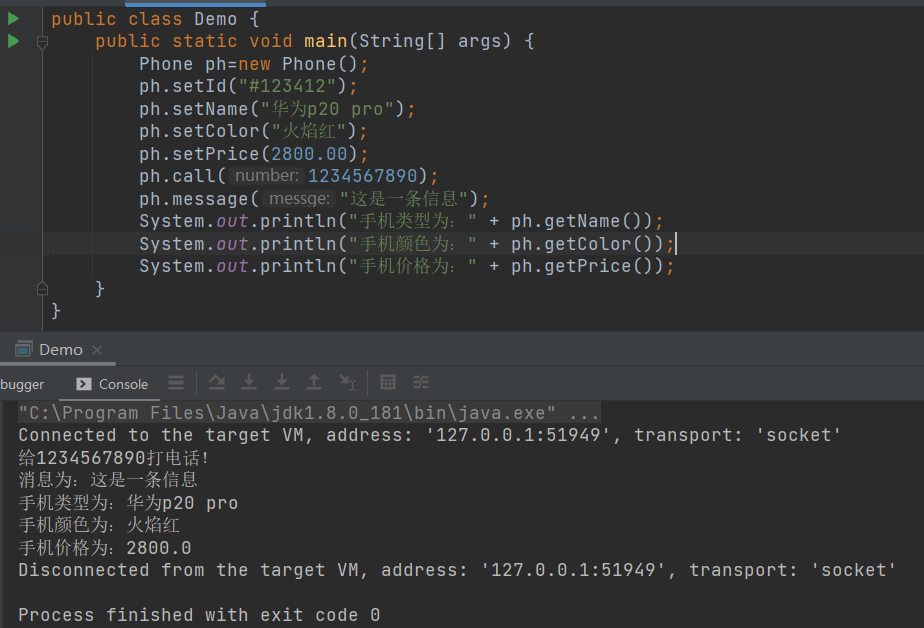 public class Demo {
public static void main(String[] args) {
Phone ph=new Phone();
ph.setId("#123412");
ph.setName("华为p20 pro");
ph.setColor("火焰红");
ph.setPrice(2800.00);
ph.call( number: 1234567890);
ph.message( messge: "这是一条信息");
System.out.println("手机类型为：" + ph.getName());
System.out.println("手机颜色为：" + ph.getColor());
System.out.println("手机价格为：" + ph.getPrice());
}
}
Demo
bugger Console
"C:\Program Files\Java\jdk1.8.0_181\bin\java.exe" ...
Connected to the target VM, address: '127.0.0.1:51949', transport: 'socket'
给1234567890打电话！
消息为：这是一条信息
手机类型为：华为p20 pro
手机颜色为：火焰红
手机价格为：2800.0
Disconnected from the target VM, address: '127.0.0.1:51949', transport: 'socket'
Process finished with exit code 0